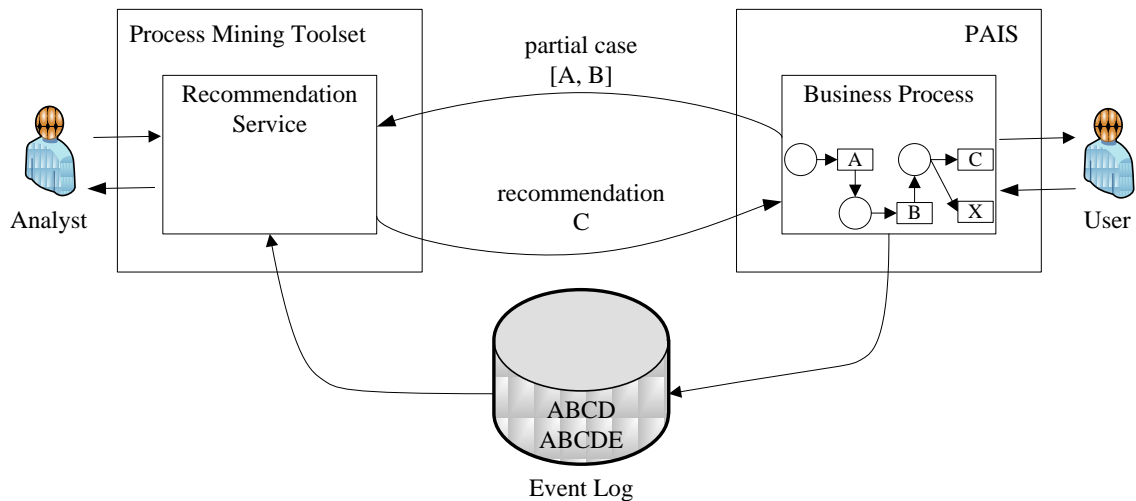 Process Mining Toolset
Recommendation
Service
Analyst
partial case
[A, B]
recommendation
C
PAIS
Business Process
A
B
C
X
User
ABCD
ABCDE
Event Log